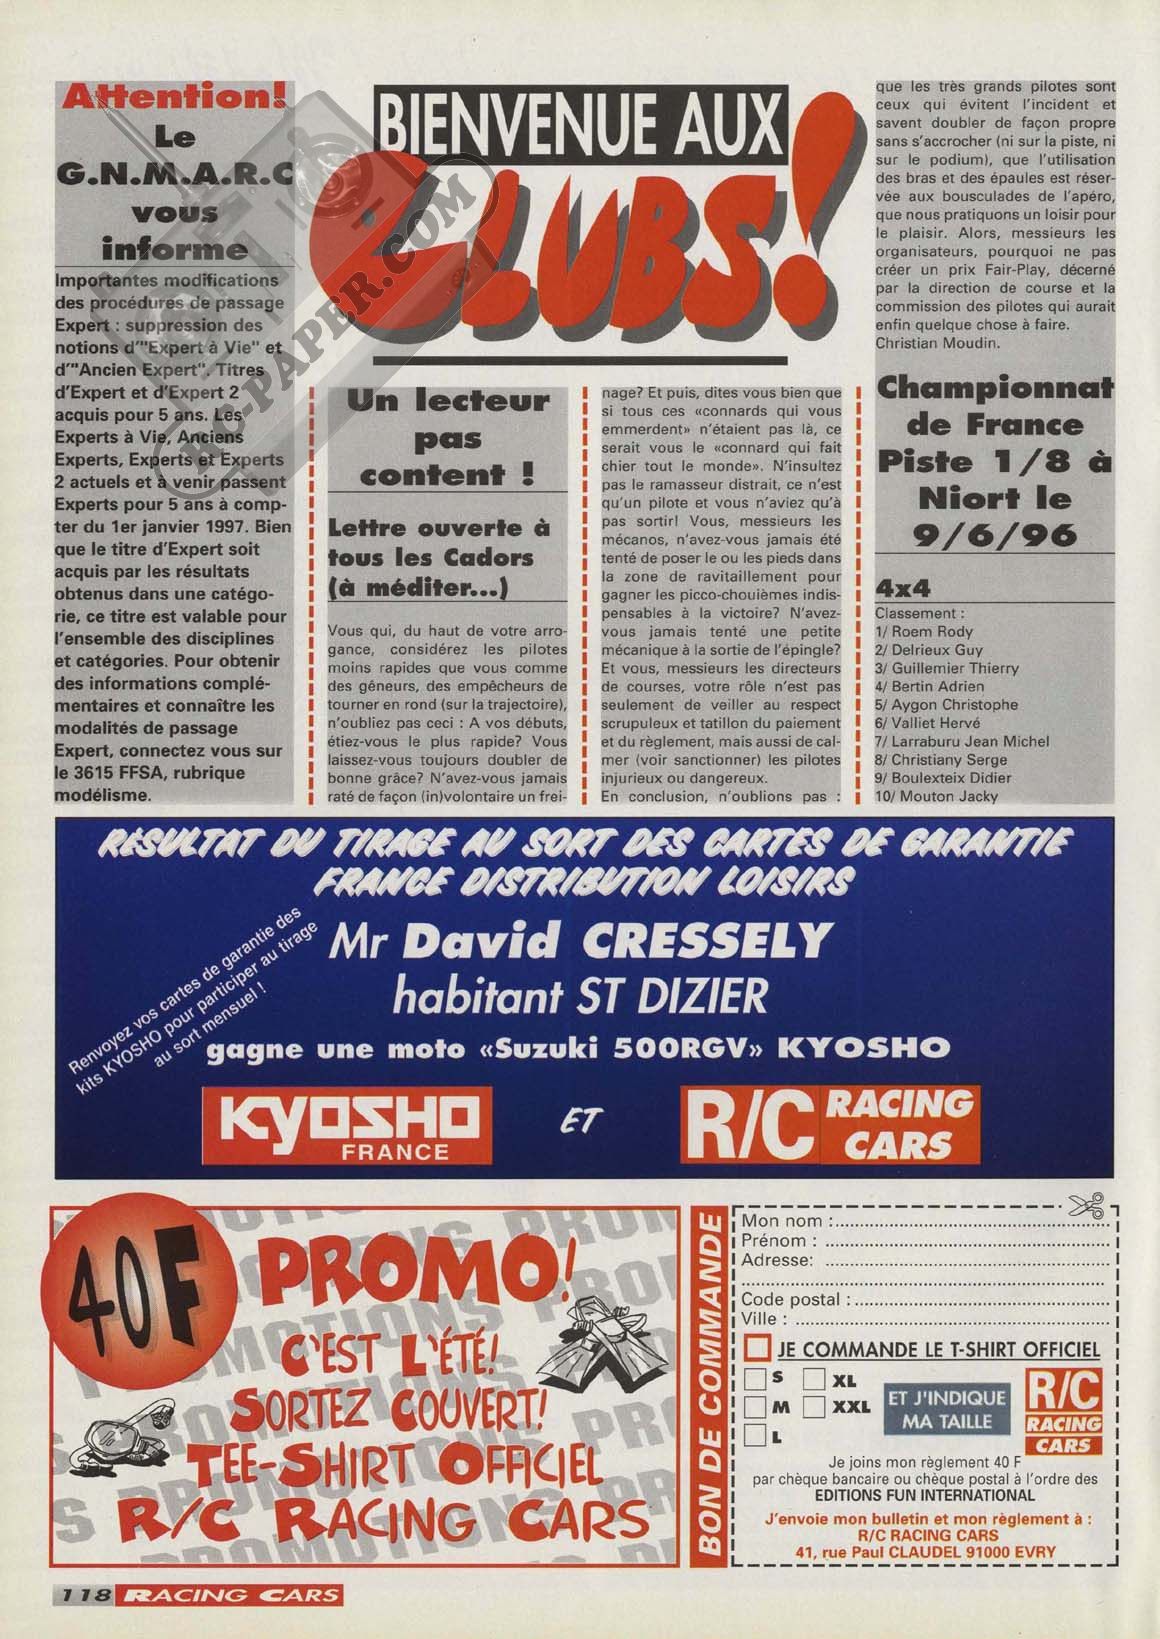 Attention!
Le
G.N.M.A.R.C
vous
informe
Importantes modifications
des procédures de passage
Expert : suppression des
notions d'"Expert à Vie" et
d'"Ancien Expert". Titres
d'Expert et d'Expert 2
acquis pour 5 ans. Les
Experts à Vie, Anciens
Experts, Experts et Experts
2 actuels et à venir passent
Experts pour 5 ans à comp-
ter du 1er janvier 1997. Bien
que le titre d'Expert soit
acquis par les résultats
obtenus dans une catégo-
rie, ce titre est valable pour
l'ensemble des disciplines
et catégories. Pour obtenir
des informations complé-
mentaires et connaître les
modalités de passage
Expert, connectez vous sur
le 3615 FFSA, rubrique
modélisme.
BIENVENUE AUX
CLUBS!
RC-PAPER.COM
Un lecteur
pas
content !
Lettre ouverte à
tous les Cadors
(à méditer...)
Vous qui, du haut de votre arro-
gance, considérez les pilotes
moins rapides que vous comme
des gêneurs, des empêcheurs de
tourner en rond (sur la trajectoire),
n'oubliez pas ceci : A vos débuts,
étiez-vous le plus rapide? Vous
laissez-vous toujours doubler de
bonne grâce? N'avez-vous jamais
raté de façon (in)volontaire un frei-
nage? Et puis, dites vous bien que
si tous ces «connards qui vous
emmerdent» n'étaient pas là, ce
serait vous le «connard qui fait
chier tout le monde». N'insultez
pas le ramasseur distrait, ce n'est
qu'un pilote et vous n'aviez qu'à
pas sortir! Vous, messieurs les
mécanos, n'avez-vous jamais été
tenté de poser le ou les pieds dans
la zone de ravitaillement pour
gagner les picco-chouièmes indis-
pensables à la victoire? N'avez-
vous jamais tenté une petite
mécanique à la sortie de l'épingle?
Et vous, messieurs les directeurs
de courses, votre rôle n'est pas
seulement de veiller au respect
scrupuleux et tatillon du paiement
et du règlement, mais aussi de cal-
mer (voir sanctionner) les pilotes
injurieux ou dangereux.
En conclusion, n'oublions pas :
que les très grands pilotes sont
ceux qui évitent l'incident et
savent doubler de façon propre
sans s'accrocher (ni sur la piste, ni
sur le podium), que l'utilisation
des bras et des épaules est réser-
vée aux bousculades de l'apéro,
que nous pratiquons un loisir pour
le plaisir. Alors, messieurs les
organisateurs, pourquoi ne pas
créer un prix Fair-Play, décerné
par la direction de course et la
commission des pilotes qui aurait
enfin quelque chose à faire.
Christian Moudin.
Championnat
de France
Piste 1/8 à
Niort le
9/6/96
4x4
Classement :
1/ Roem Rody
2/ Delrieux Guy
3/ Guillemier Thierry
4/ Bertin Adrien
5/ Aygon Christophe
6/ Valliet Hervé
7/ Larraburu Jean Michel
8/ Christiany Serge
9/ Boulexteix Didier
10/ Mouton Jacky
RÉSULTAT DU TIRAGE AU SORT DES CARTES DE GARANTIE
FRANCE DISTRIBUTION LOISIRS
Renvoyez vos cartes de garantie des
kits KYOSHO pour participer au tirage
au sort mensuel !
Mr David CRESSELY
habitant ST DIZIER
gagne une moto «Suzuki 500RGV» KYOSHO
KYOSHO
FRANCE
ET
R/C RACING
CARS
40F
PROMO!
C'EST L'ÉTÉ!
SORTEZ COUVERT!
TEE-SHIRT OFFICIEL
R/C RACING CARS
BON DE COMMANDE
Mon nom :
Prénom :
Adresse:
Code postal :
Ville :
JE COMMANDE LE T-SHIRT OFFICIEL
S XL
M XXL
L
ET J'INDIQUE
MA TAILLE
R/C
RACING
CARS
Je joins mon règlement 40 F
par chèque bancaire ou chèque postal à l'ordre des
EDITIONS FUN INTERNATIONAL
J'envoie mon bulletin et mon règlement à :
R/C RACING CARS
41, rue Paul CLAUDEL 91000 EVRY
118 RACING CARS